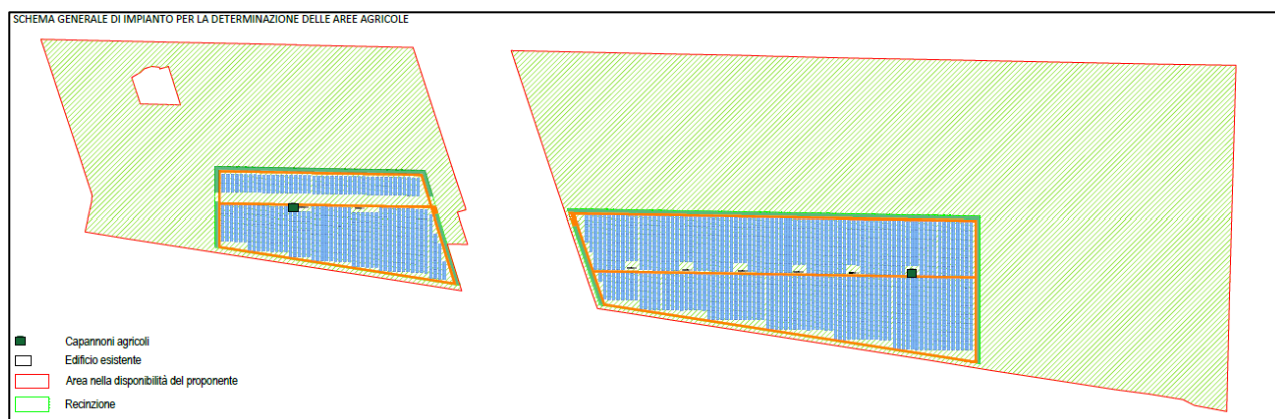 SCHEMA GENERALE DI IMPIANTO PER LA DETERMINAZIONE DELLE AREE AGRICOLE
Capannoni agricoli
Edificio esistente
Area nella disponibilità del proponente
Recinzione